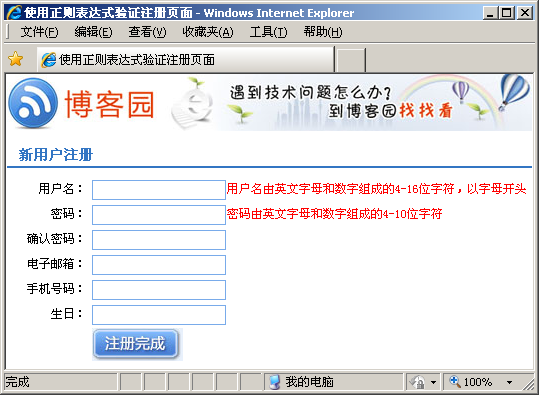 使用正则表达式验证注册页面 - Windows Internet Explorer
文件(F) 编辑(E) 查看(V) 收藏夹(A) 工具(T) 帮助(H)
使用正则表达式验证注册页面
博客园
遇到技术问题怎么办?
到博客园找找看
新用户注册
用户名： 用户名由英文字母和数字组成的4-16位字符，以字母开头
密码： 密码由英文字母和数字组成的4-10位字符
确认密码：
电子邮箱：
手机号码：
生日：
注册完成
完成 我的电脑 100%